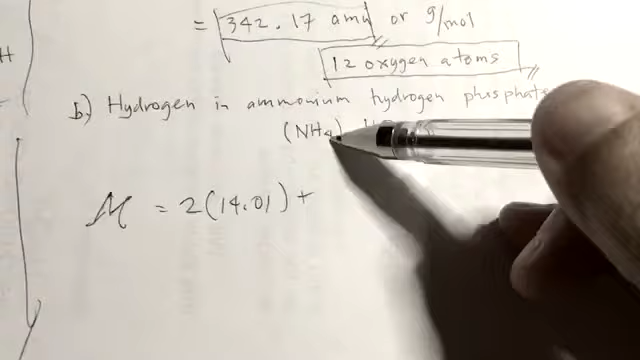 = 342.17 amu or g/mol
12 oxygen atoms
b.) Hydrogen in ammonium hydrogen phosphate
(NH4)
M = 2(14.01) +